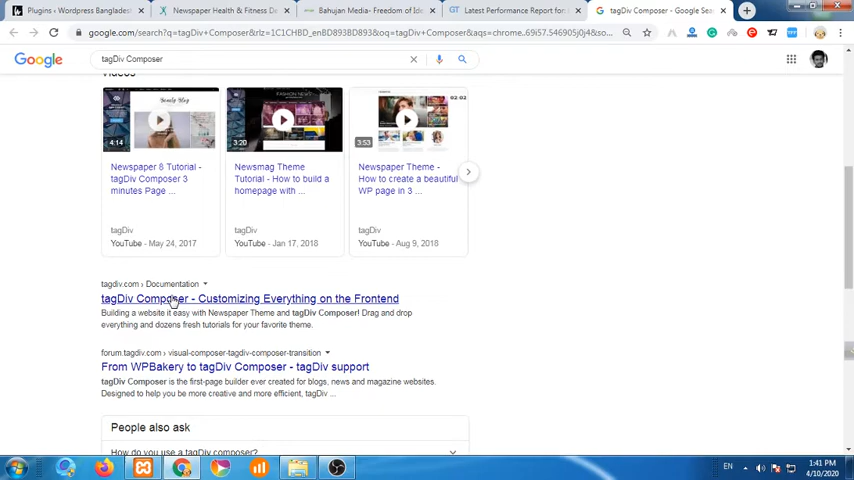 Plugins ‹ Wordpress Bangladest
Newspaper Health & Fitness De
Bahujan Media- Freedom of Ide
Latest Performance Report for
tagDiv Composer - Google Sea
google.com/search?q=tagDiv+Composer&rlz=1C1CHBD_enBD893BD893&oq=tagDiv+Composer&aqs=chrome..69i57.546905j0j4&sourc...
Google
tagDiv Composer
Videos
4:14
3:20
3:53
Newspaper 8 Tutorial -
tagDiv Composer 3
minutes Page ...
Newsmag Theme
Tutorial - How to build a
homepage with ...
Newspaper Theme -
How to create a beautiful
WP page in 3 ...
tagDiv
tagDiv
tagDiv
YouTube - May 24, 2017
YouTube - Jan 17, 2018
YouTube - Aug 9, 2018
tagdiv.com › Documentation
tagDiv Composer - Customizing Everything on the Frontend
Building a website it easy with Newspaper Theme and tagDiv Composer! Drag and drop
everything and dozens fresh tutorials for your favorite theme.
forum.tagdiv.com › visual-composer-tagdiv-composer-transition
From WPBakery to tagDiv Composer - tagDiv support
tagDiv Composer is the first-page builder ever created for blogs, news and magazine websites.
Designed to help you be more creative and more efficient, tagDiv ...
People also ask
How do you use a tagDiv composer?
EN
1:41 PM
4/10/2020